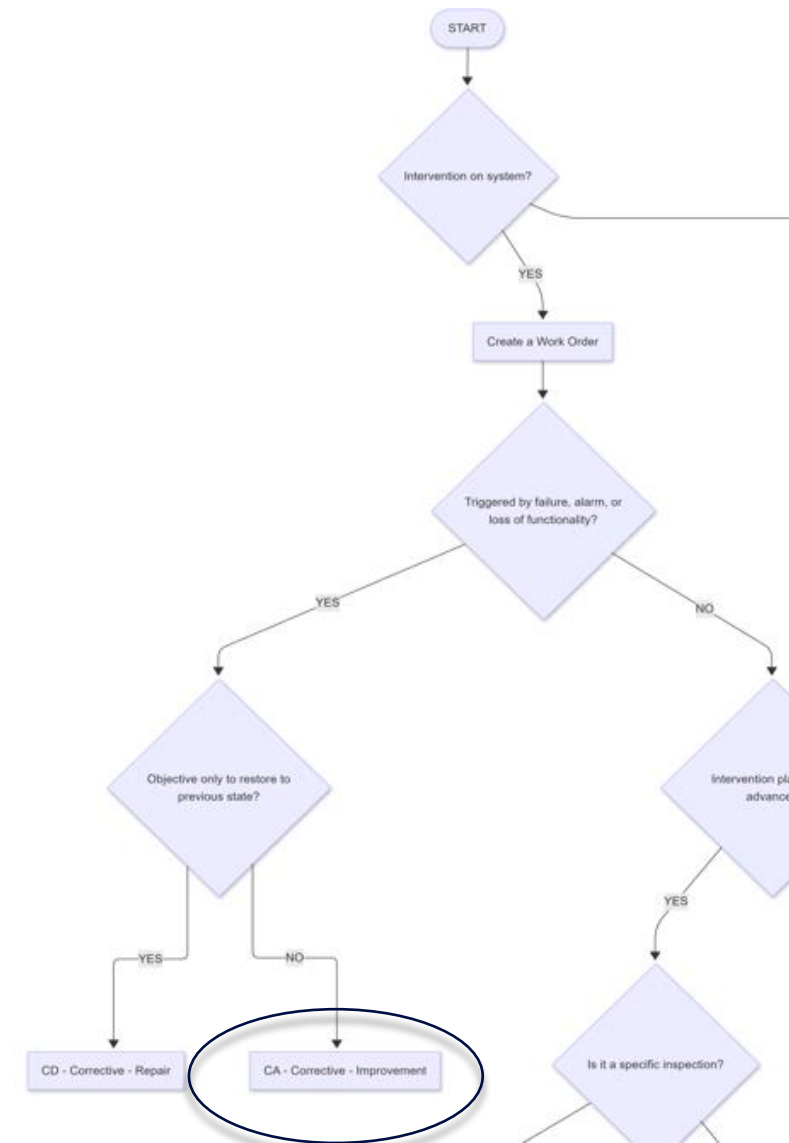 START
Intervention on system?
YES
Create a Work Order
Triggered by failure, alarm, or
loss of functionality?
YES
NO
Objective only to restore to
previous state?
Intervention
advance
YES
NO
YES
CD - Corrective - Repair
CA - Corrective - Improvement
Is it a specific inspection?